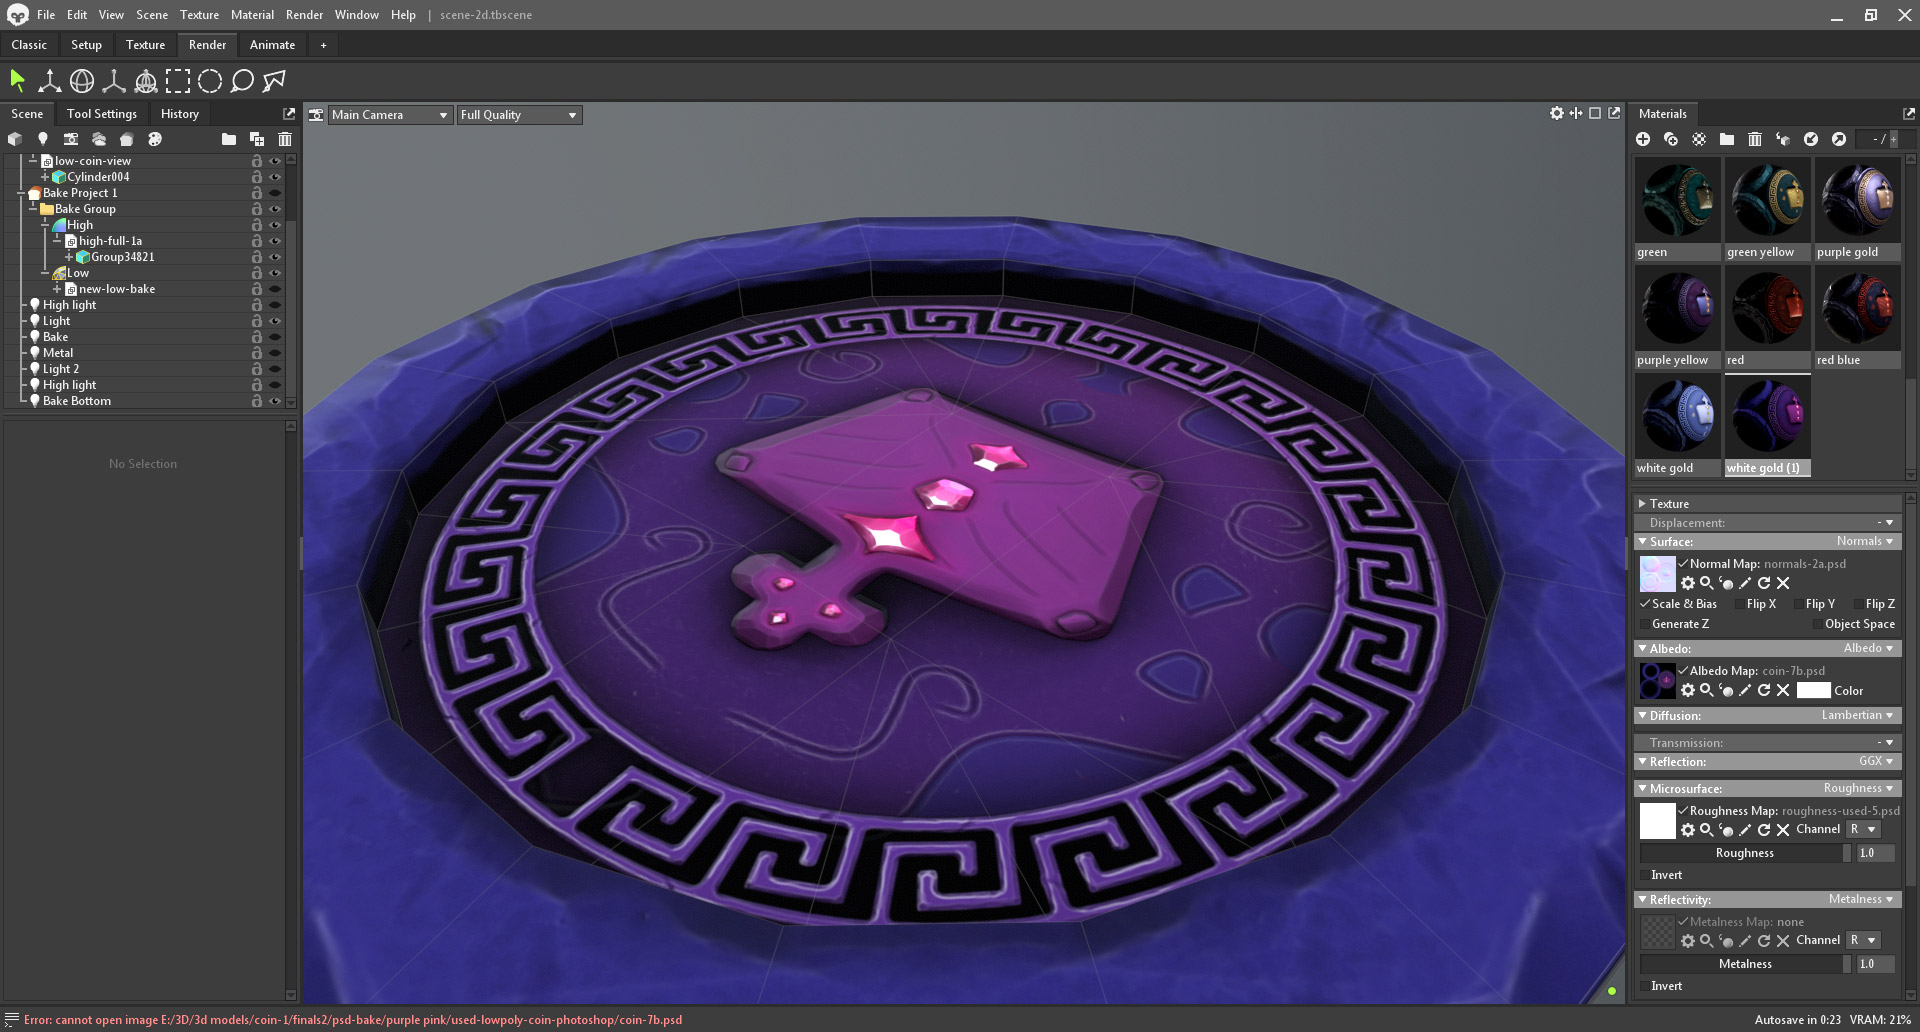 File Edit View Scene Texture Material Render Window Help | scene-2d.tbscene
Classic Setup Texture Render Animate +
Scene Tool Settings History
Main Camera Full Quality
Materials
- / +
low-coin-view
Cylinder004
Bake Project 1
Bake Group
High
high-full-1a
Group34821
Low
new-low-bake
High light
Light
Bake
Metal
Light 2
High light
Bake Bottom
No Selection
green green yellow purple gold
purple yellow red red blue
white gold white gold (1)
Texture
Displacement: -
Surface: Normals
Normal Map: normals-2a.psd
Scale & Bias Flip X Flip Y Flip Z
Generate Z Object Space
Albedo: Albedo
Albedo Map: coin-7b.psd
Color
Diffusion: Lambertian
Transmission: -
Reflection: GGX
Microsurface: Roughness
Roughness Map: roughness-used-5.psd
Channel R
Roughness 1.0
Invert
Reflectivity: Metalness
Metalness Map: none
Channel R
Metalness 1.0
Invert
Error: cannot open image E:/3D/3d models/coin-1/finals2/psd-bake/purple pink/used-lowpoly-coin-photoshop/coin-7b.psd
Autosave in 0:23 VRAM: 21%